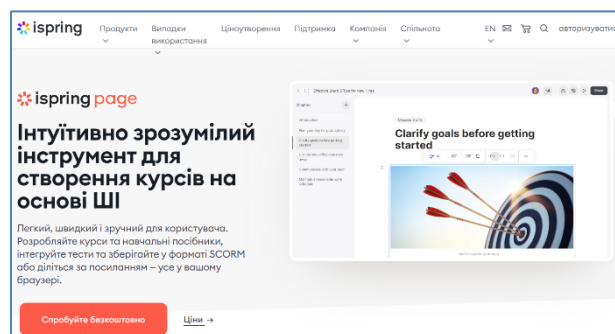 ispring
Продукти
Випадки використання
Ціноутворення
Підтримка
Компанія
Спільнота
EN
авторизуватис
ispring page
Інтуїтивно зрозумілий
інструмент для
створення курсів на
основі ШІ
Легкий, швидкий і зручний для користувача.
Розробляйте курси та навчальні посібники,
інтегруйте тести та зберігайте у форматі SCORM
або діліться за посиланням – усе у вашому
браузері.
Спробуйте безкоштовно
Ціни →
Clarify goals before getting
started